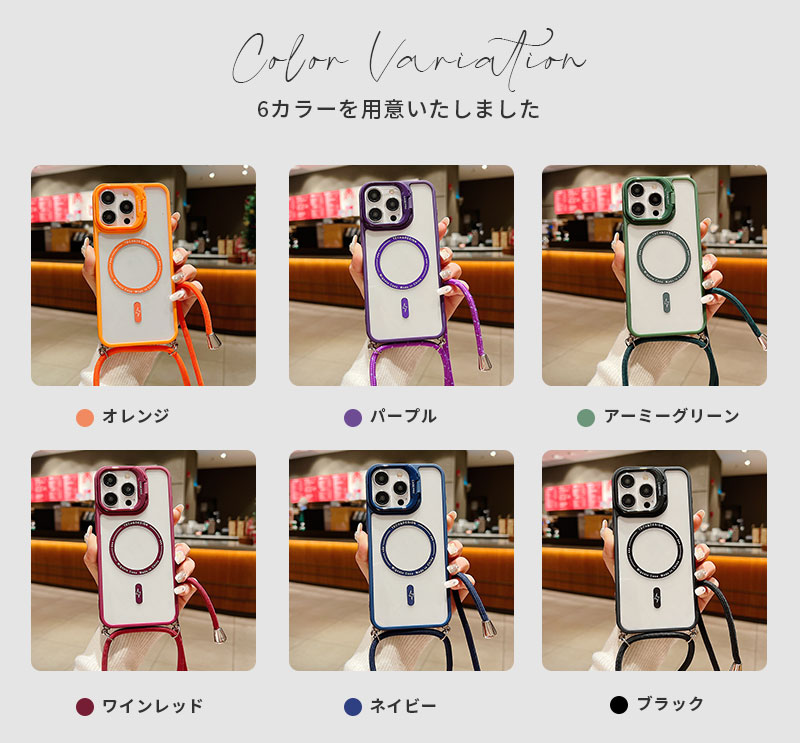 Color Variation
6カラーを用意いたしました
オレンジ
パープル
アーミーグリーン
ワインレッド
ネイビー
ブラック